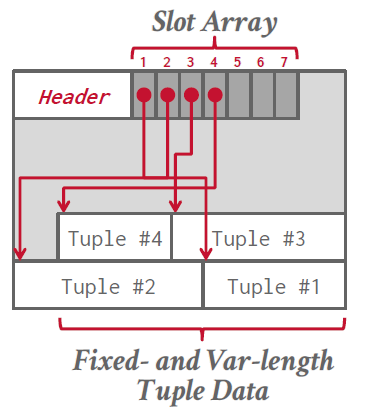 Slot Array
1 2 3 4 5 6 7
Header
Tuple #4 Tuple #3
Tuple #2 Tuple #1
Fixed- and Var-length
Tuple Data